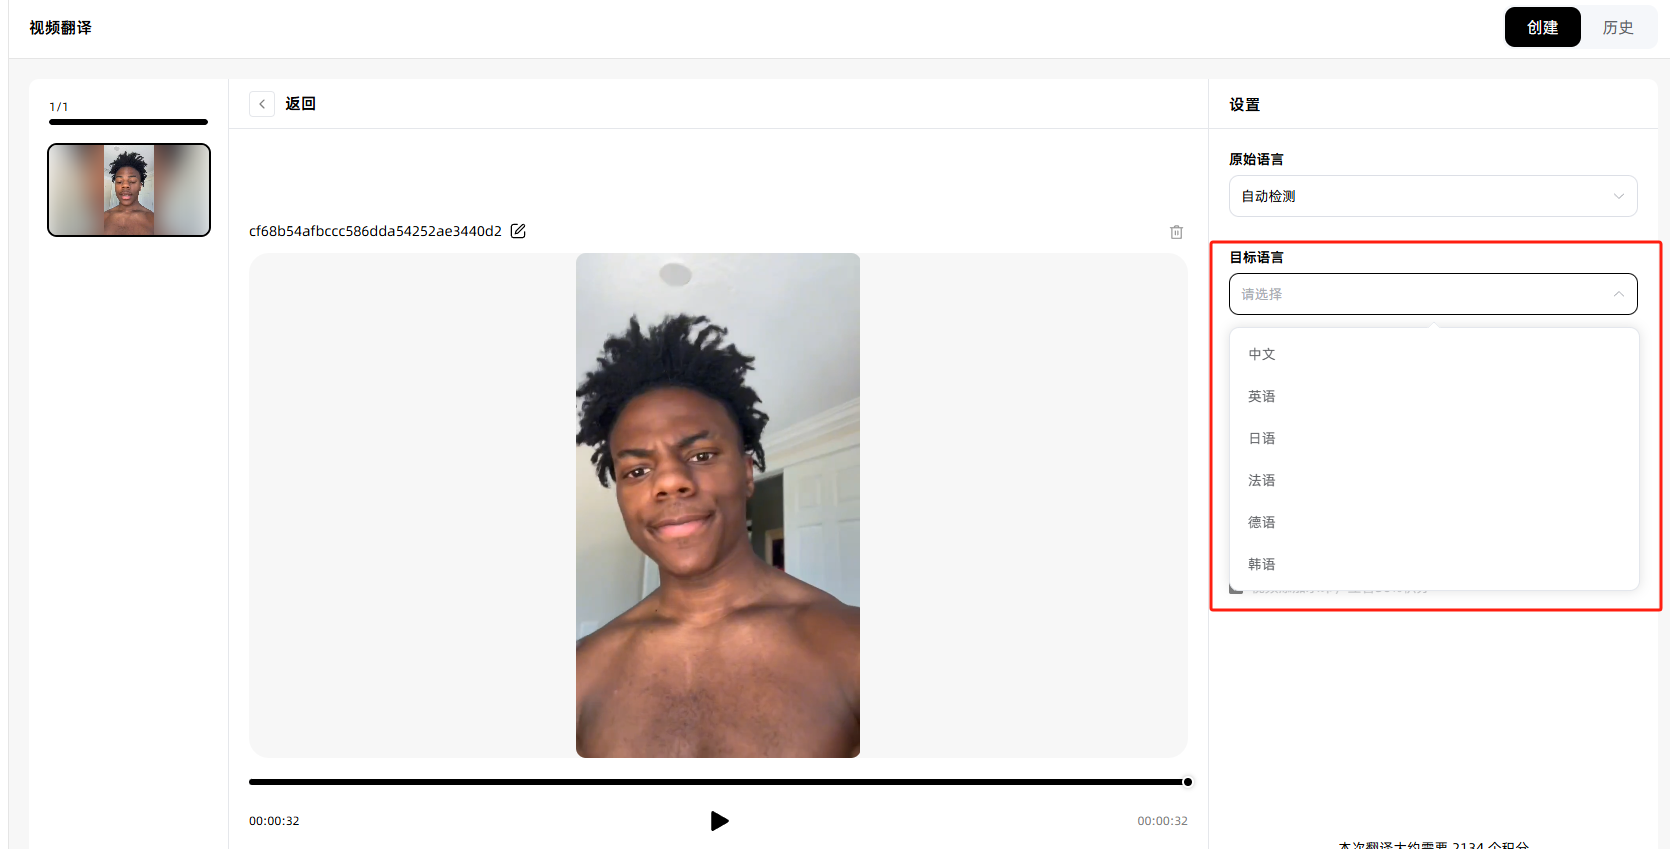 视频翻译
创建
历史
1/1
返回
cf68b54afbccc586dda54252ae3440d2
00:00:32
00:00:32
设置
原始语言
自动检测
目标语言
请选择
中文
英语
日语
法语
德语
韩语
本次翻译大约需要 2134 个积分